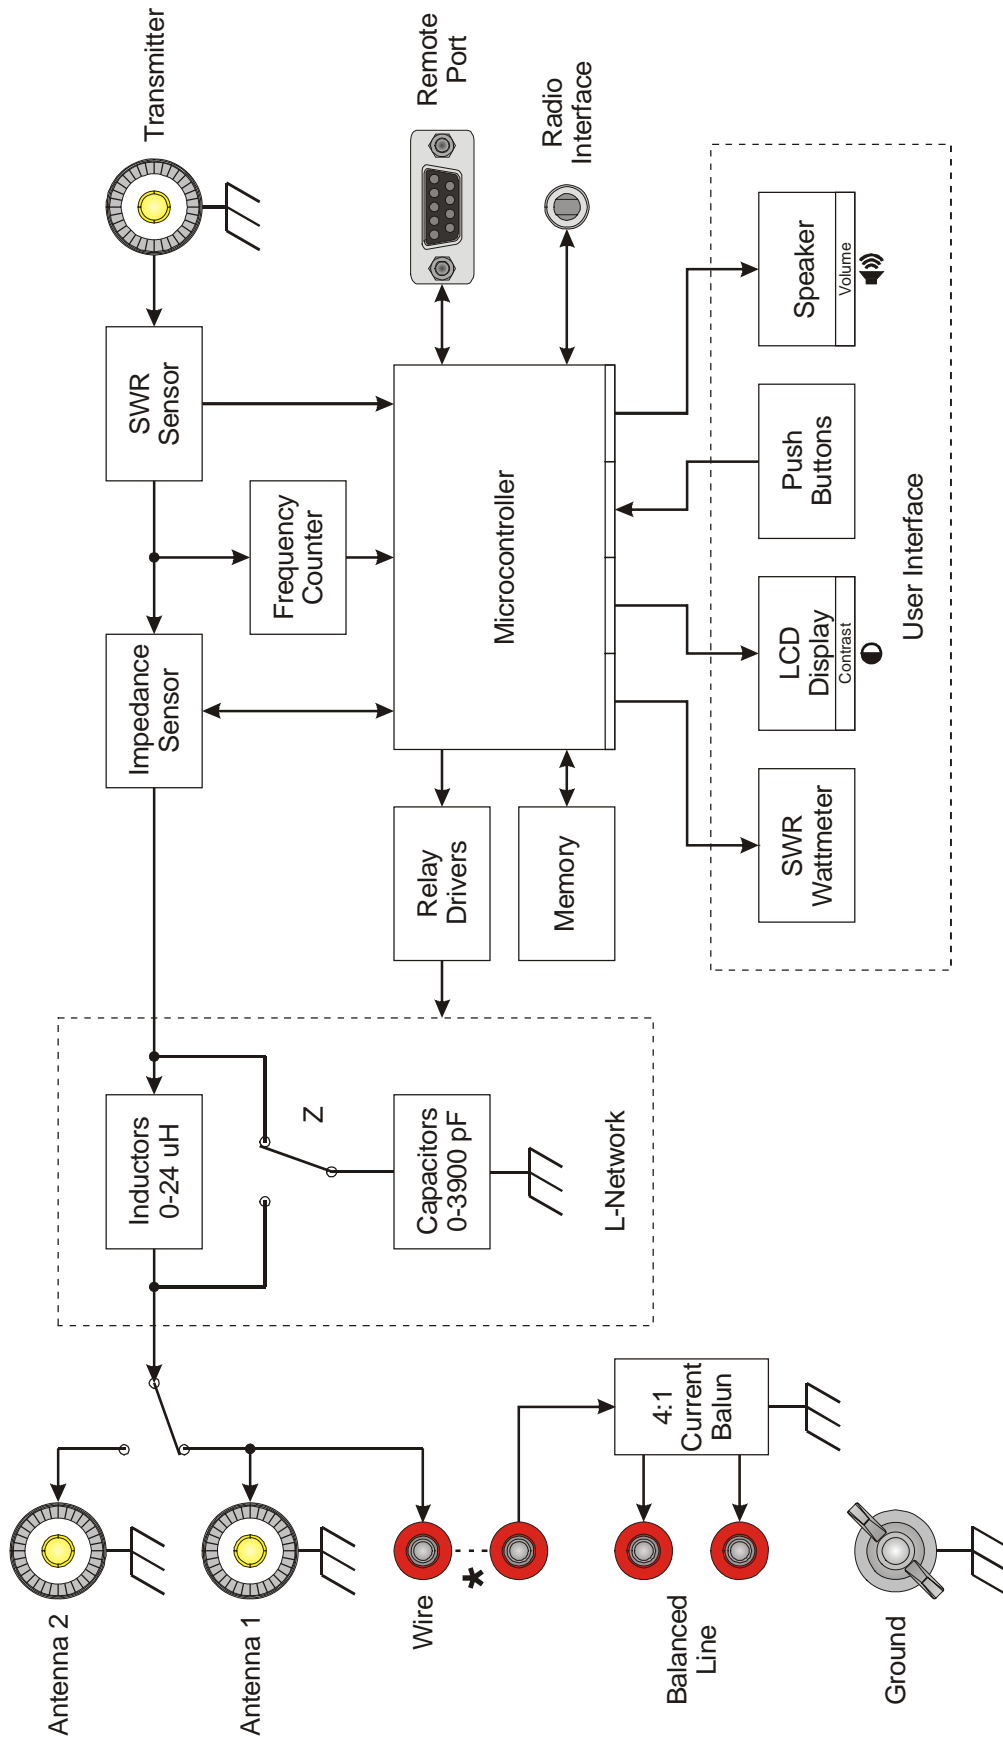 Antenna 2
Antenna 1
Wire
*
Balanced
Line
Ground
4:1
Current
Balun
Inductors
0-24 uH
Z
Capacitors
0-3900 pF
L-Network
Impedance
Sensor
SWR
Sensor
Transmitter
Frequency
Counter
Relay
Drivers
Memory
Microcontroller
Remote
Port
Radio
Interface
SWR
Wattmeter
LCD
Display
Contrast
Push
Buttons
Speaker
Volume
User Interface